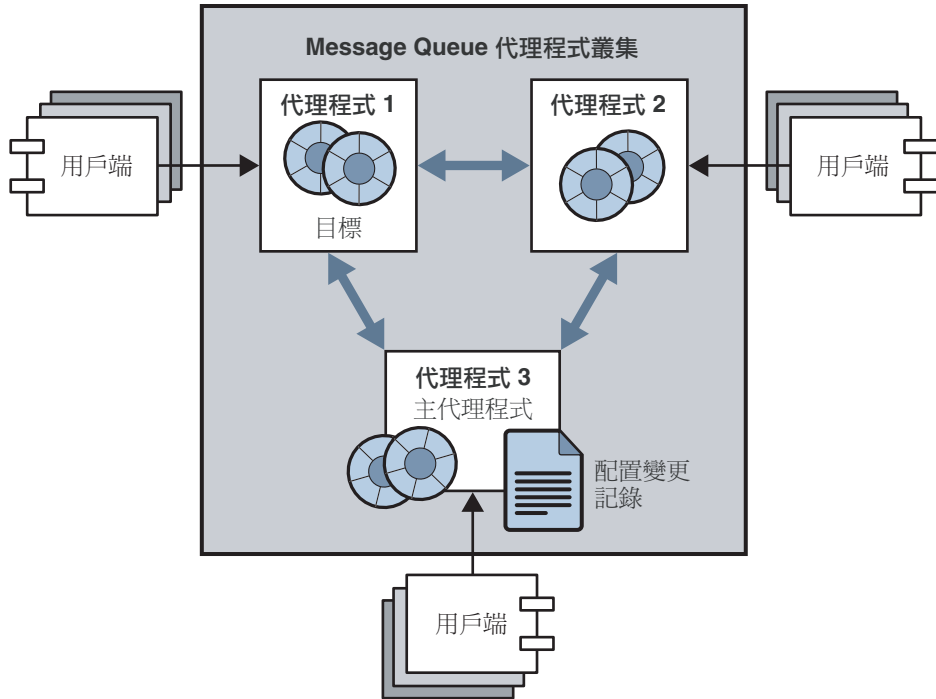 Message Queue 代理程式叢集
代理程式 1
代理程式 2
用戶端
用戶端
目標
代理程式 3
主代理程式
配置變更
記錄
用戶端